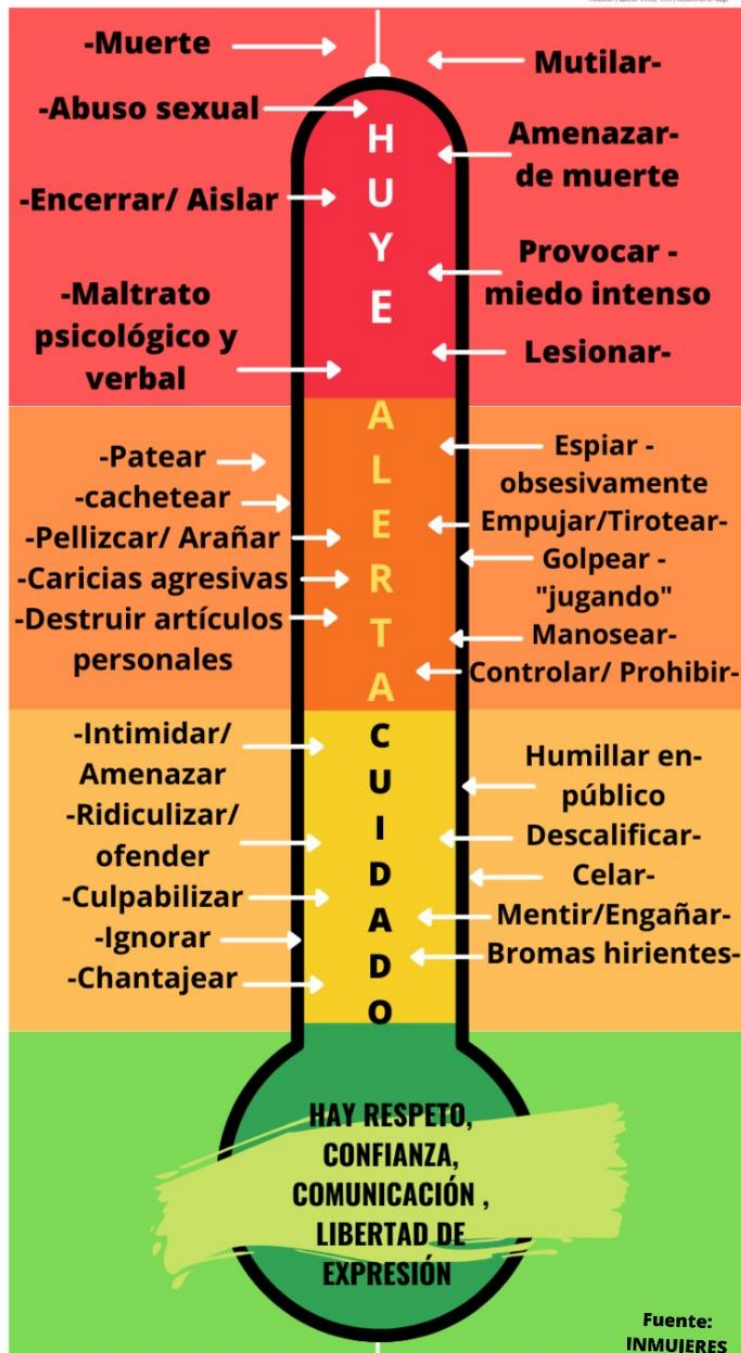 -Muerte
Mutilar-
-Abuso sexual
Amenazar-
de muerte
-Encerrar/ Aislar
Provocar -
miedo intenso
-Maltrato
psicológico y
verbal
Lesionar-
HUYE
-Patear
-cachetear
-Pellizcar/ Arañar
-Caricias agresivas
-Destruir artículos
personales
Espiar -
obsesivamente
Empujar/Tirotear-
Golpear -
"jugando"
Manosear-
Controlar/ Prohibir-
ALERTA
-Intimidar/
Amenazar
-Ridiculizar/
ofender
-Culpabilizar
-Ignorar
-Chantajear
Humillar en-
público
Descalificar-
Celar-
Mentir/Engañar-
Bromas hirientes-
CUIDADO
HAY RESPETO,
CONFIANZA,
COMUNICACIÓN ,
LIBERTAD DE
EXPRESIÓN
Fuente:
INMUJERES